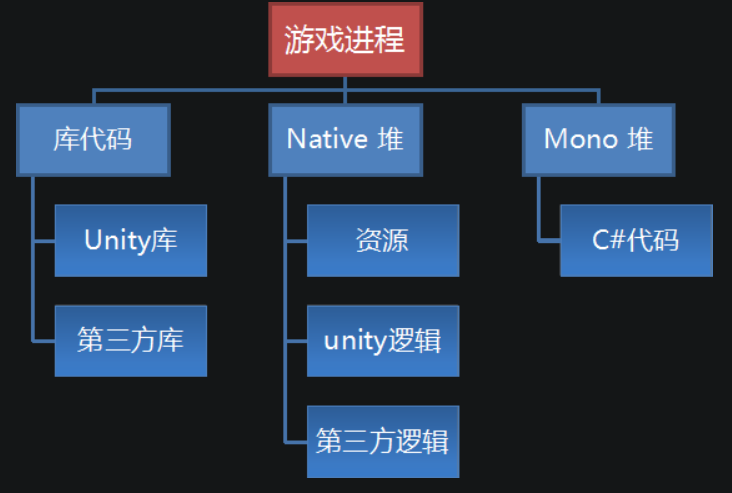 游戏进程
库代码
Native 堆
Mono 堆
Unity库
资源
C#代码
第三方库
unity逻辑
第三方逻辑